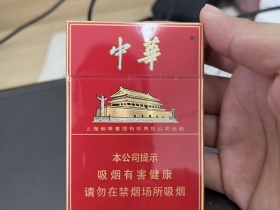 中華
上海烟草集团有限责任公司出品
本公司提示
吸烟有害健康
请勿在禁烟场所吸烟